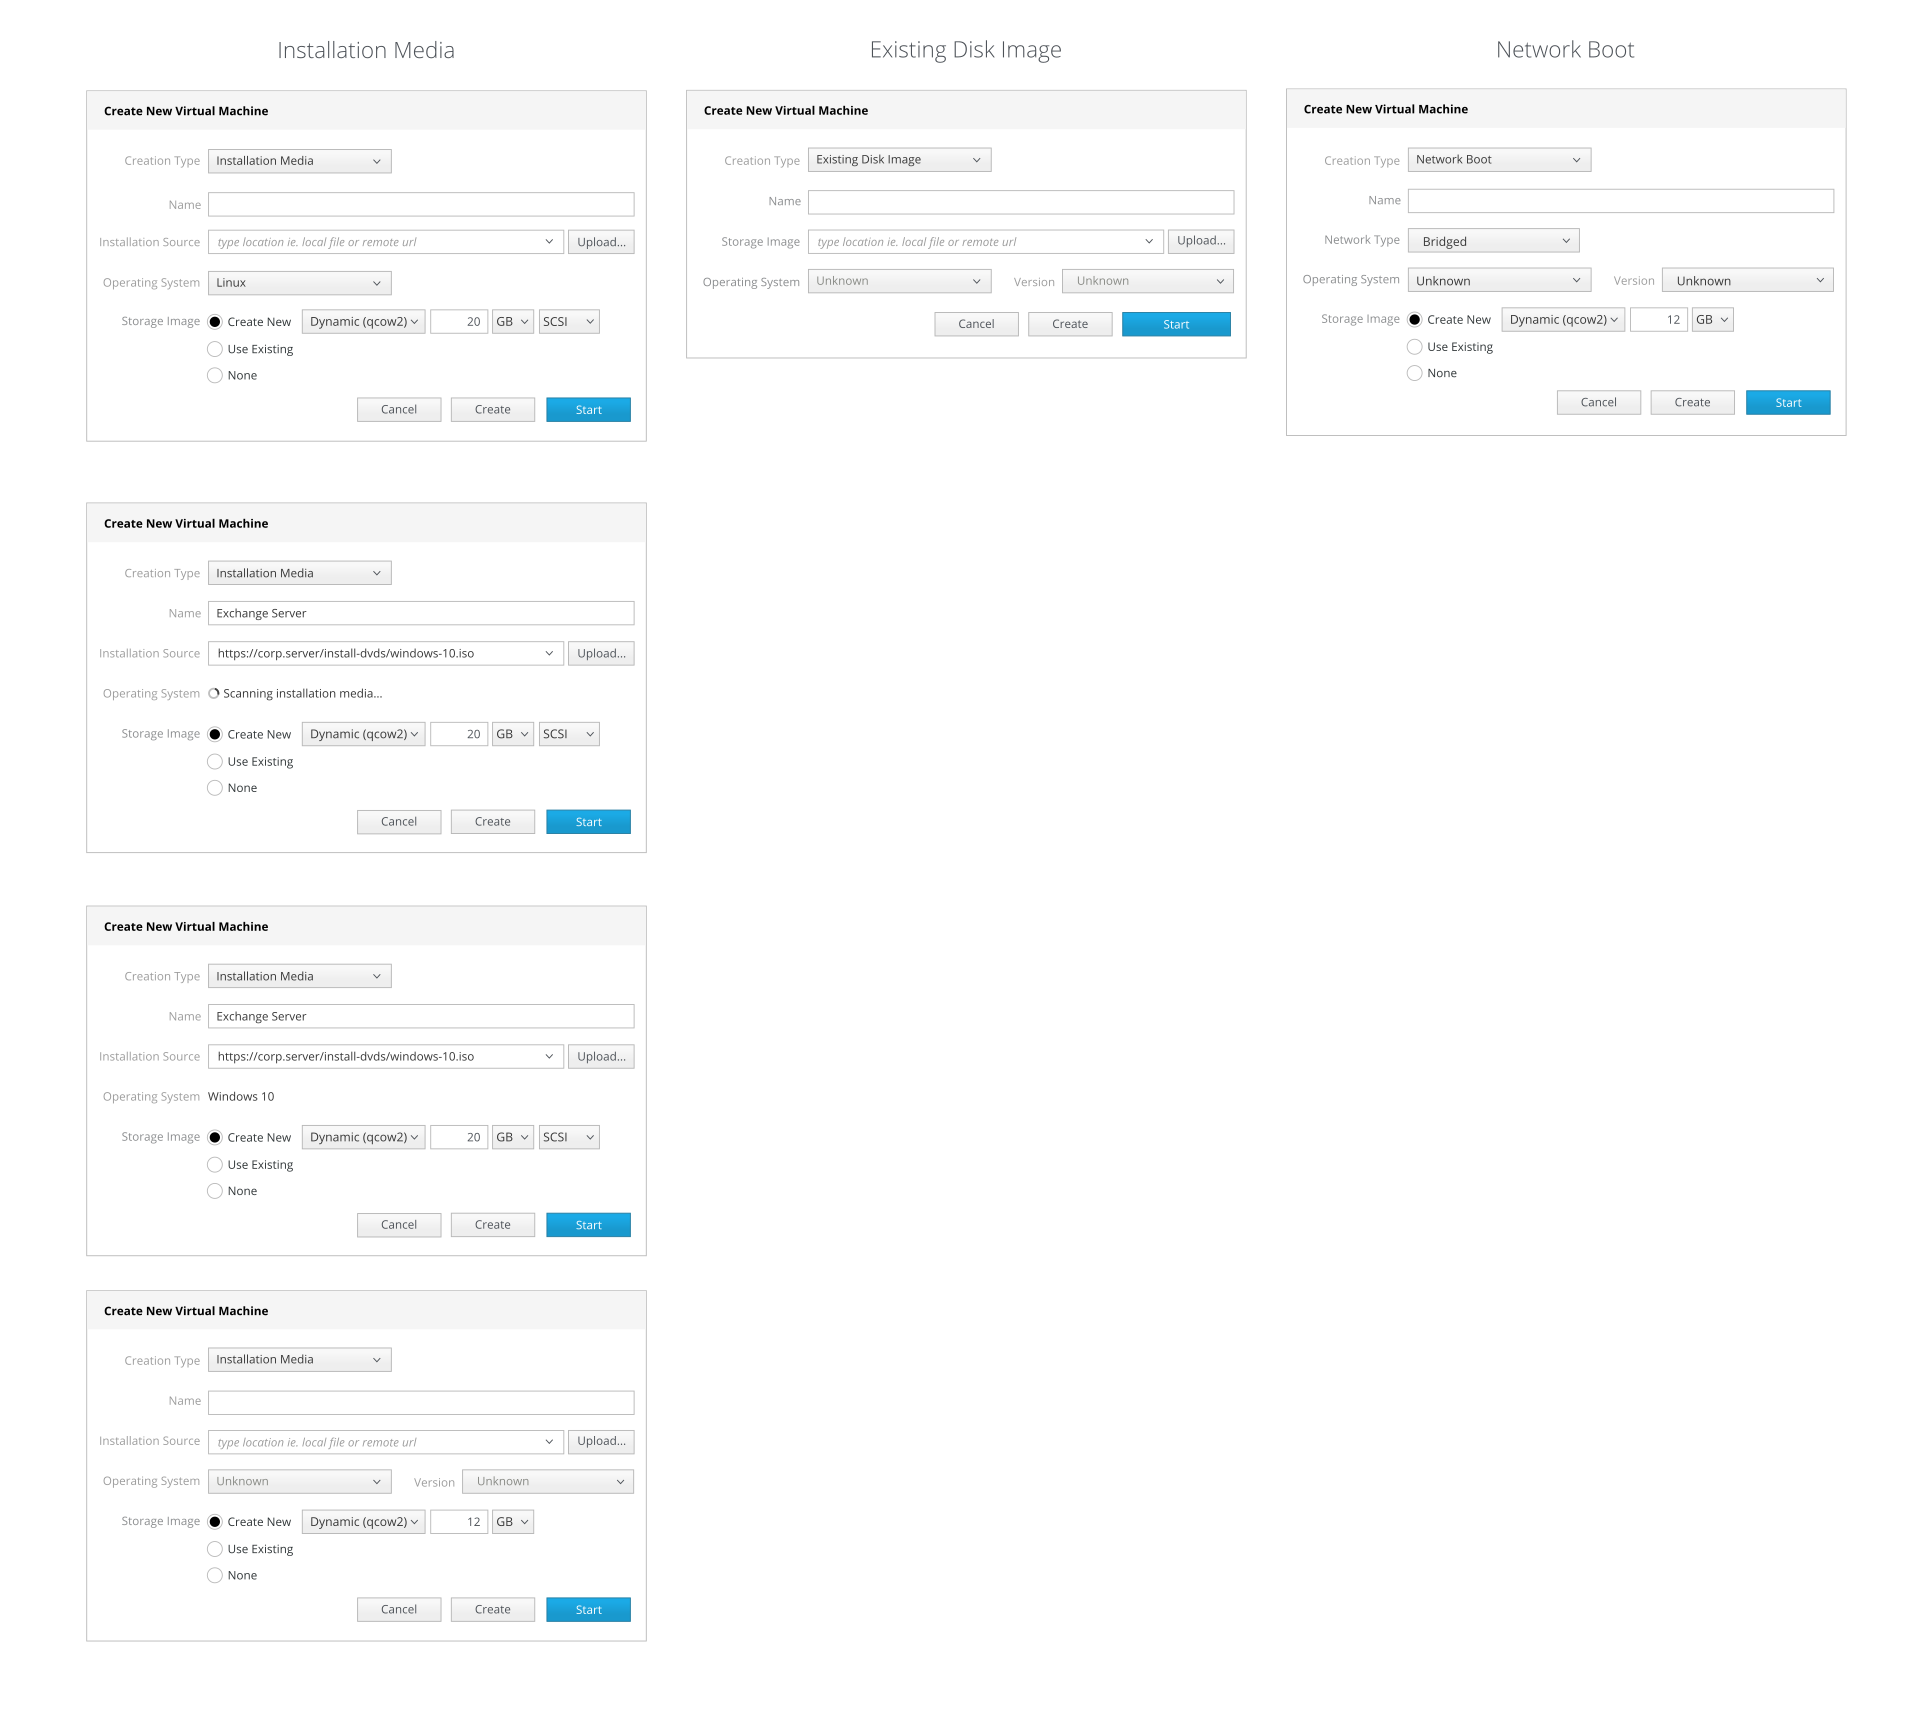 Installation Media
Create New Virtual Machine
Creation Type Installation Media
Name
Installation Source type location ie. local file or remote url Upload...
Operating System Linux
Storage Image Create New Dynamic (qcow2) 20 GB SCSI
Use Existing
None
Cancel Create Start
Create New Virtual Machine
Creation Type Installation Media
Name Exchange Server
Installation Source https://corp.server/install-dvds/windows-10.iso Upload...
Operating System Scanning installation media...
Storage Image Create New Dynamic (qcow2) 20 GB SCSI
Use Existing
None
Cancel Create Start
Create New Virtual Machine
Creation Type Installation Media
Name Exchange Server
Installation Source https://corp.server/install-dvds/windows-10.iso Upload...
Operating System Windows 10
Storage Image Create New Dynamic (qcow2) 20 GB SCSI
Use Existing
None
Cancel Create Start
Create New Virtual Machine
Creation Type Installation Media
Name
Installation Source type location ie. local file or remote url Upload...
Operating System Unknown Version Unknown
Storage Image Create New Dynamic (qcow2) 12 GB
Use Existing
None
Cancel Create Start
Existing Disk Image
Create New Virtual Machine
Creation Type Existing Disk Image
Name
Storage Image type location ie. local file or remote url Upload...
Operating System Unknown Version Unknown
Cancel Create Start
Network Boot
Create New Virtual Machine
Creation Type Network Boot
Name
Network Type Bridged
Operating System Unknown Version Unknown
Storage Image Create New Dynamic (qcow2) 12 GB
Use Existing
None
Cancel Create Start